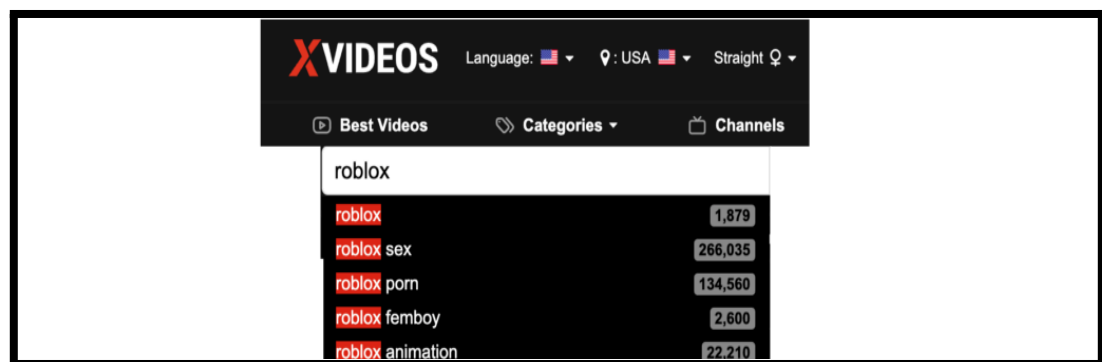 XVIDEOS Language: : USA Straight
Best Videos Categories Channels
roblox
roblox 1,879
roblox sex 266,035
roblox porn 134,560
roblox femboy 2,600
roblox animation 22,210